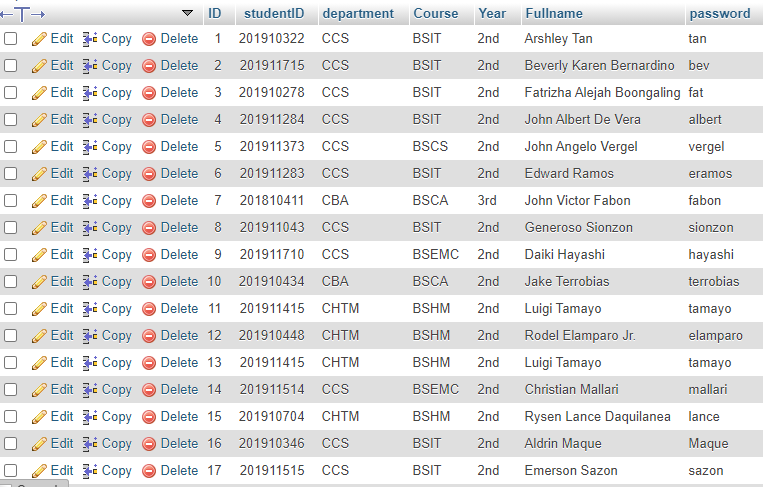 ID studentID department Course Year Fullname password
Edit Copy Delete 1 201910322 CCS BSIT 2nd Arshley Tan tan
Edit Copy Delete 2 201911715 CCS BSIT 2nd Beverly Karen Bernardino bev
Edit Copy Delete 3 201910278 CCS BSIT 2nd Fatrizha Alejah Boongaling fat
Edit Copy Delete 4 201911284 CCS BSIT 2nd John Albert De Vera albert
Edit Copy Delete 5 201911373 CCS BSCS 2nd John Angelo Vergel vergel
Edit Copy Delete 6 201911283 CCS BSIT 2nd Edward Ramos eramos
Edit Copy Delete 7 201810411 CBA BSCA 3rd John Victor Fabon fabon
Edit Copy Delete 8 201911043 CCS BSIT 2nd Generoso Sionzon sionzon
Edit Copy Delete 9 201911710 CCS BSEMC 2nd Daiki Hayashi hayashi
Edit Copy Delete 10 201910434 CBA BSCA 2nd Jake Terrobias terrobias
Edit Copy Delete 11 201911415 CHTM BSHM 2nd Luigi Tamayo tamayo
Edit Copy Delete 12 201910448 CHTM BSHM 2nd Rodel Elamparo Jr. elamparo
Edit Copy Delete 13 201911415 CHTM BSHM 2nd Luigi Tamayo tamayo
Edit Copy Delete 14 201911514 CCS BSEMC 2nd Christian Mallari mallari
Edit Copy Delete 15 201910704 CHTM BSHM 2nd Rysen Lance Daquilanea lance
Edit Copy Delete 16 201910346 CCS BSIT 2nd Aldrin Maque Maque
Edit Copy Delete 17 201911515 CCS BSIT 2nd Emerson Sazon sazon